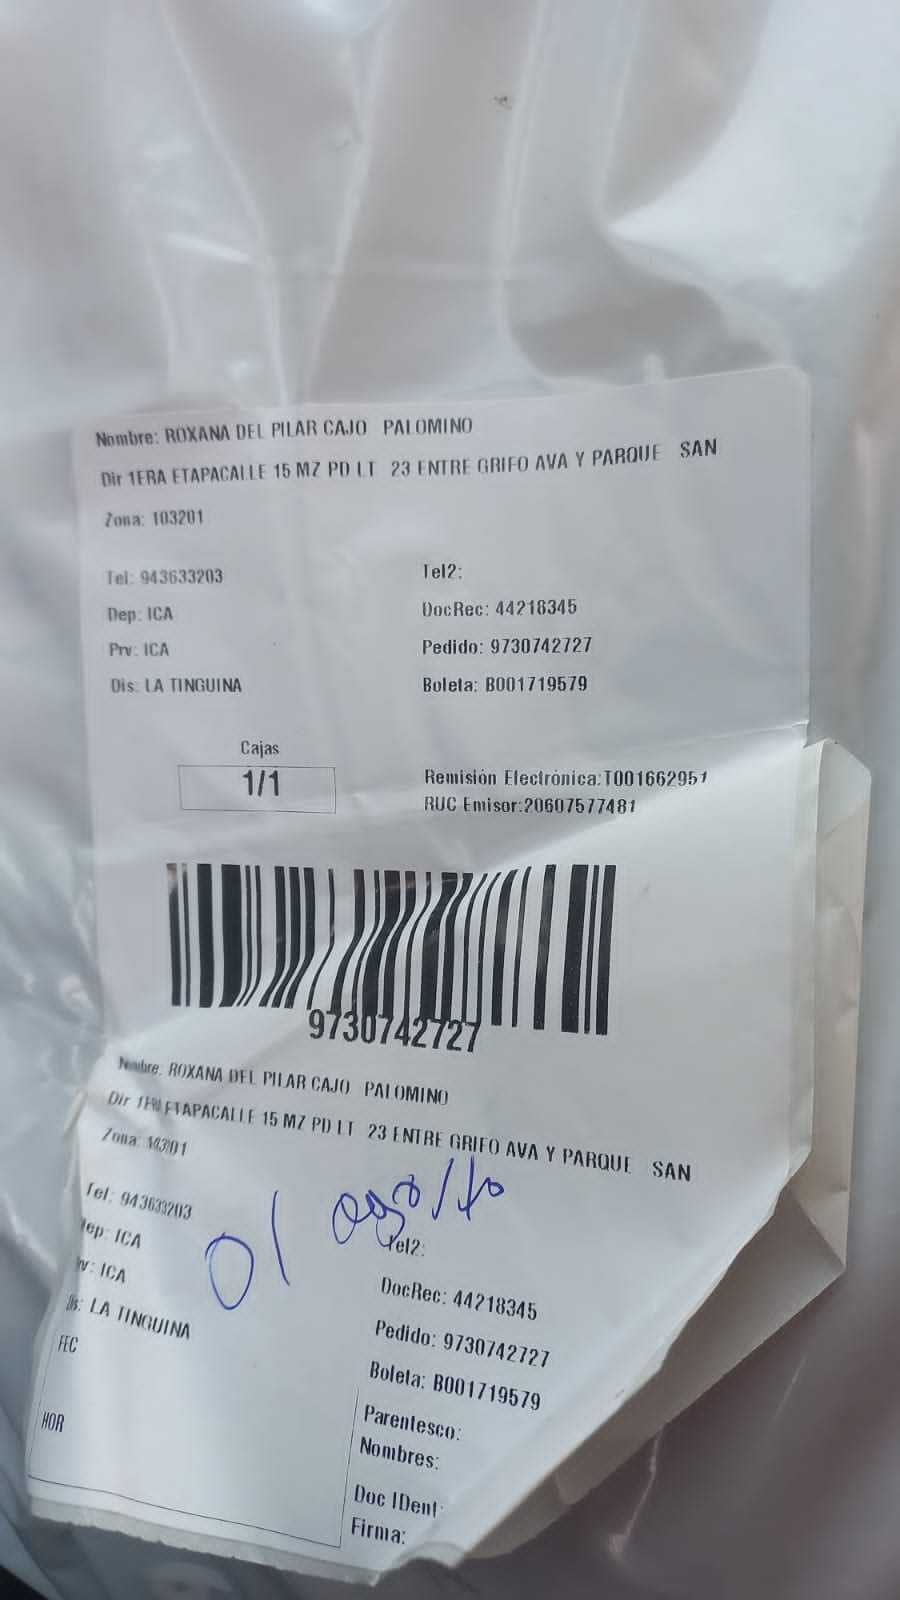 Nombre: ROXANA DEL PILAR CAJO PALOMINO
Dir 1ERA ETAPACALLE 15 MZ PD LT 23 ENTRE GRIFO AVA Y PARQUE SAN
Zona: 103201
Tel: 943633203
Tel2:
Dep: ICA
DocRec: 44218345
Prv: ICA
Pedido: 9730742727
Dis: LA TINGUINA
Boleta: B001719579
Cajas
1/1
Remisión Electrónica:T001662951
RUC Emisor:20607577481
9730742727
Nombre: ROXANA DEL PILAR CAJO PALOMINO
Dir 1ERA ETAPACALLE 15 MZ PD LT 23 ENTRE GRIFO AVA Y PARQUE SAN
Zona: 103201
01 agosto
Tel: 943633203
Tel2:
Dep: ICA
DocRec: 44218345
Prv: ICA
Pedido: 9730742727
Dis: LA TINGUINA
Boleta: B001719579
FEC
Parentesco:
HOR
Nombres:
Doc IDent:
Firma: